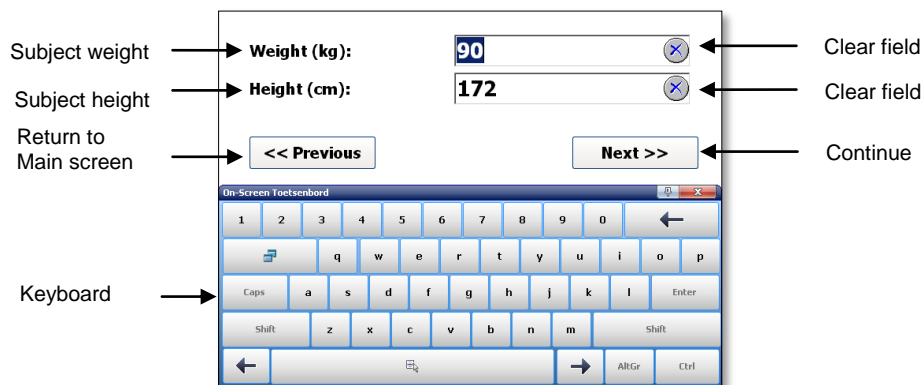 Subject weight Weight (kg): 90 Clear field
Subject height Height (cm): 172 Clear field
Return to
Main screen << Previous Next >> Continue
On-Screen Toetsenbord
1 2 3 4 5 6 7 8 9 0
q w e r t y u i o p
Keyboard Caps a s d f g h j k l Enter
Shift z x c v b n m Shift
AltGr Ctrl